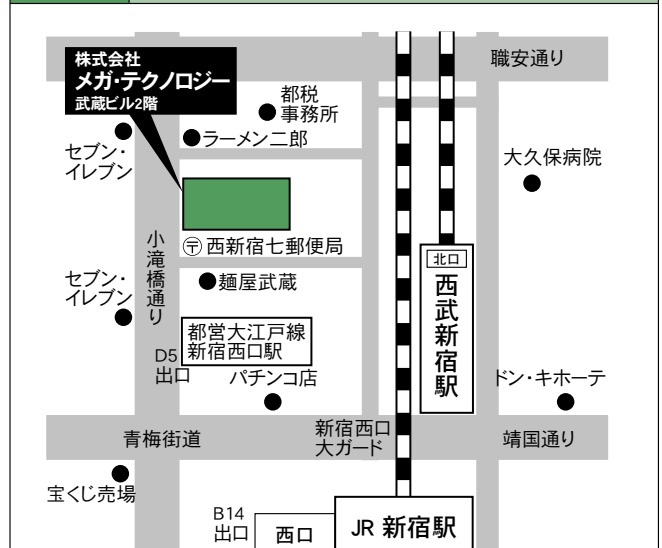 職安通り
株式会社
メガ・テクノロジー
武蔵ビル2階
都税
事務所
ラーメン二郎
セブン・
イレブン
大久保病院
〒西新宿七郵便局
小滝橋通り
北口
西武新宿駅
麺屋武蔵
セブン・
イレブン
都営大江戸線
新宿西口駅
D5
出口
パチンコ店
ドン・キホーテ
青梅街道
新宿西口
大ガード
靖国通り
宝くじ売場
B14
出口
西口
JR 新宿駅